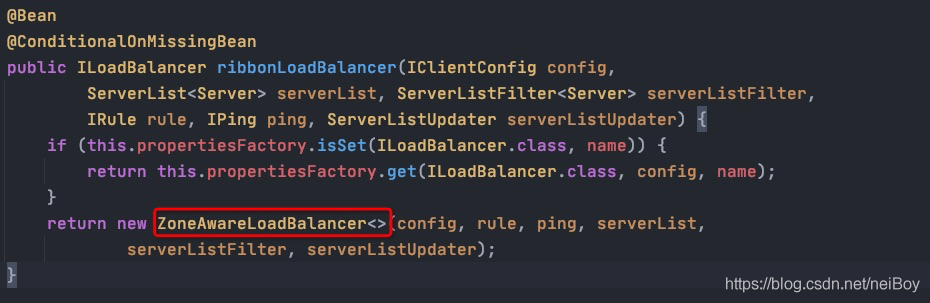 @Bean
@ConditionalOnMissingBean
public ILoadBalancer ribbonLoadBalancer(IClientConfig config,
        ServerList<Server> serverList, ServerListFilter<Server> serverListFilter,
        IRule rule, IPing ping, ServerListUpdater serverListUpdater) {
    if (this.propertiesFactory.isSet(ILoadBalancer.class, name)) {
        return this.propertiesFactory.get(ILoadBalancer.class, config, name);
    }
    return new ZoneAwareLoadBalancer<>(config, rule, ping, serverList,
            serverListFilter, serverListUpdater);
}
https://blog.csdn.net/neiBoy